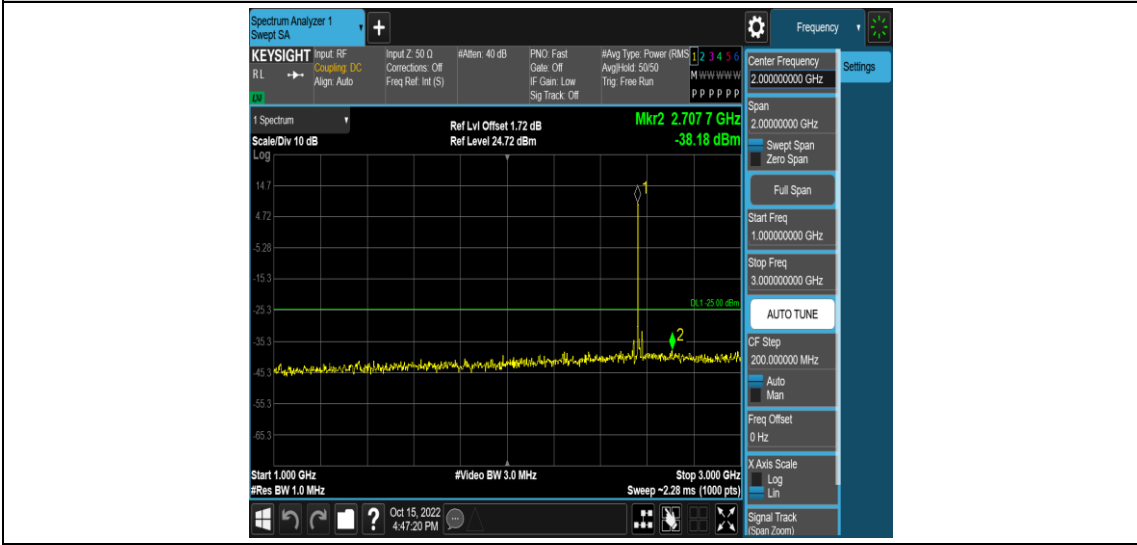 Spectrum Analyzer 1
Swept SA
+
Frequency
KEYSIGHT
RL
LM
Input: RF
Coupling: DC
Align: Auto
Input Z: 50 Ω
Corrections: Off
Freq Ref: Int (S)
#Atten: 40 dB
PNO: Fast
Gate: Off
IF Gain: Low
Sig Track: Off
#Avg Type: Power (RMS
Avg|Hold: 50/50
Trig: Free Run
1 2 3 4 5 6
M W W W W W
P P P P P P
1 Spectrum
Scale/Div 10 dB
Log
Ref Lvl Offset 1.72 dB
Ref Level 24.72 dBm
Mkr2 2.707 7 GHz
-38.18 dBm
14.7
4.72
-5.28
-15.3
-25.3
-35.3
-45.3
-55.3
-65.3
1
DL1 -25.00 dBm
2
Start 1.000 GHz
#Res BW 1.0 MHz
#Video BW 3.0 MHz
Stop 3.000 GHz
Sweep ~2.28 ms (1000 pts)
?
Oct 15, 2022
4:47:20 PM
Center Frequency
2.000000000 GHz
Span
2.00000000 GHz
Swept Span
Zero Span
Full Span
Start Freq
1.000000000 GHz
Stop Freq
3.000000000 GHz
AUTO TUNE
CF Step
200.000000 MHz
Auto
Man
Freq Offset
0 Hz
X Axis Scale
Log
Lin
Signal Track
(Span Zoom)
Settings